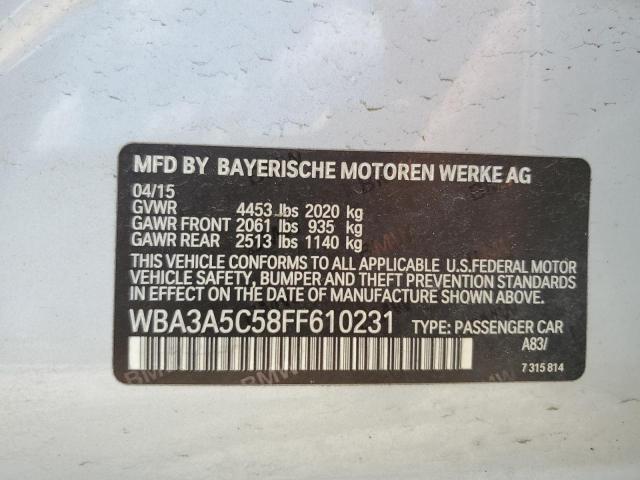 MFD BY BAYERISCHE MOTOREN WERKE AG
04/15
GVWR 4453 lbs 2020 kg
GAWR FRONT 2061 lbs 935 kg
GAWR REAR 2513 lbs 1140 kg
THIS VEHICLE CONFORMS TO ALL APPLICABLE U.S.FEDERAL MOTOR
VEHICLE SAFETY, BUMPER AND THEFT PREVENTION STANDARDS
IN EFFECT ON THE DATE OF MANUFACTURE SHOWN ABOVE.
WBA3A5C58FF610231 TYPE: PASSENGER CAR
A83/
7 315 814